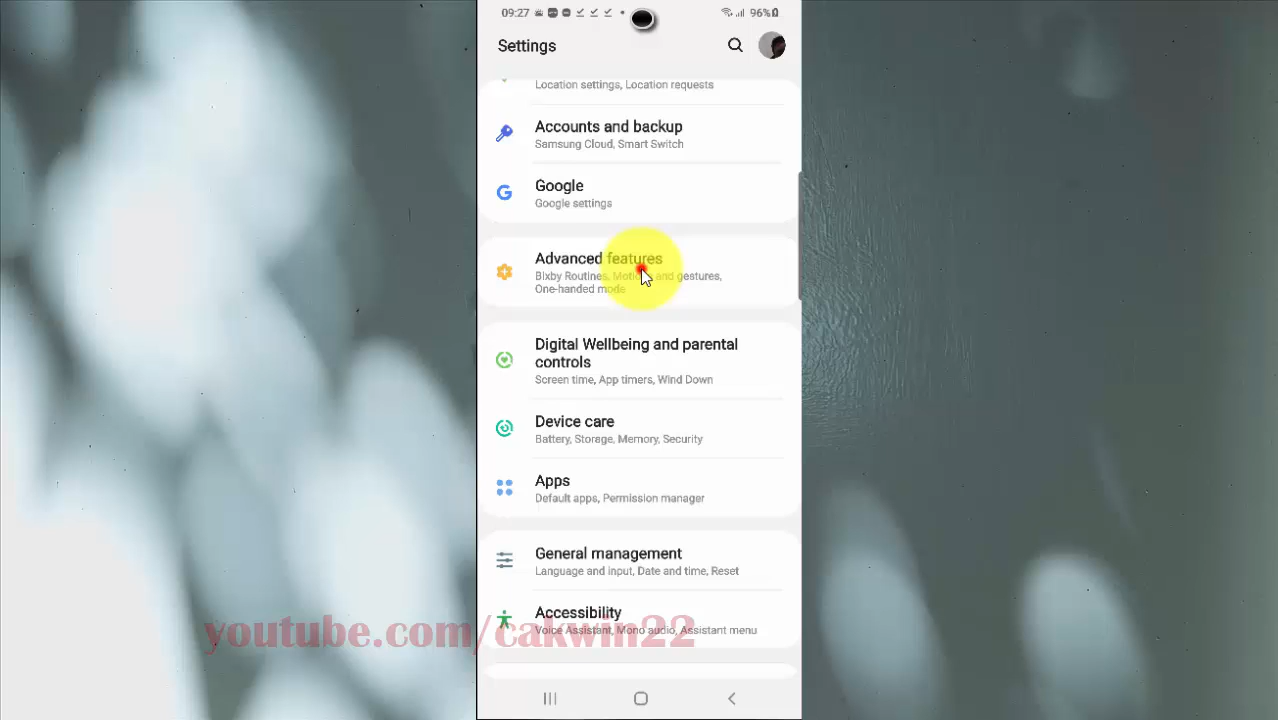 09:27
96%
Settings
Location settings, Location requests
Accounts and backup
Samsung Cloud, Smart Switch
Google
Google settings
Advanced features
Bixby Routines, Motions and gestures,
One-handed mode
Digital Wellbeing and parental
controls
Screen time, App timers, Wind Down
Device care
Battery, Storage, Memory, Security
Apps
Default apps, Permission manager
General management
Language and input, Date and time, Reset
Accessibility
Voice Assistant, Mono audio, Assistant menu
youtube.com/cakwin22